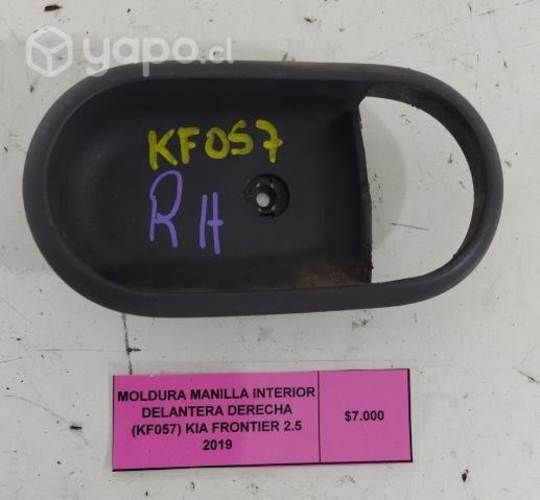 yapo.cl
KF057
RH
MOLDURA MANILLA INTERIOR
DELANTERA DERECHA
(KF057) KIA FRONTIER 2.5
2019
$7.000